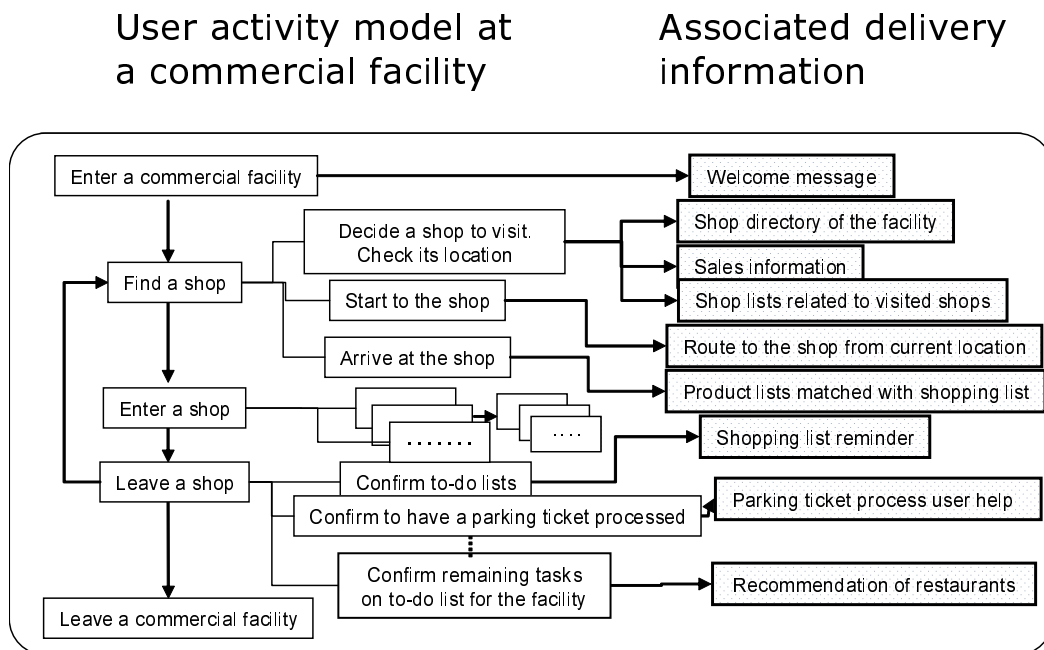 User activity model at
a commercial facility
Associated delivery
information
Enter a commercial facility
Welcome message
Decide a shop to visit.
Check its location
Shop directory of the facility
Sales information
Find a shop
Start to the shop
Shop lists related to visited shops
Arrive at the shop
Route to the shop from current location
Product lists matched with shopping list
Enter a shop
.......
....
Shopping list reminder
Leave a shop
Confirm to-do lists
Confirm to have a parking ticket processed
Parking ticket process user help
Confirm remaining tasks
on to-do list for the facility
Recommendation of restaurants
Leave a commercial facility